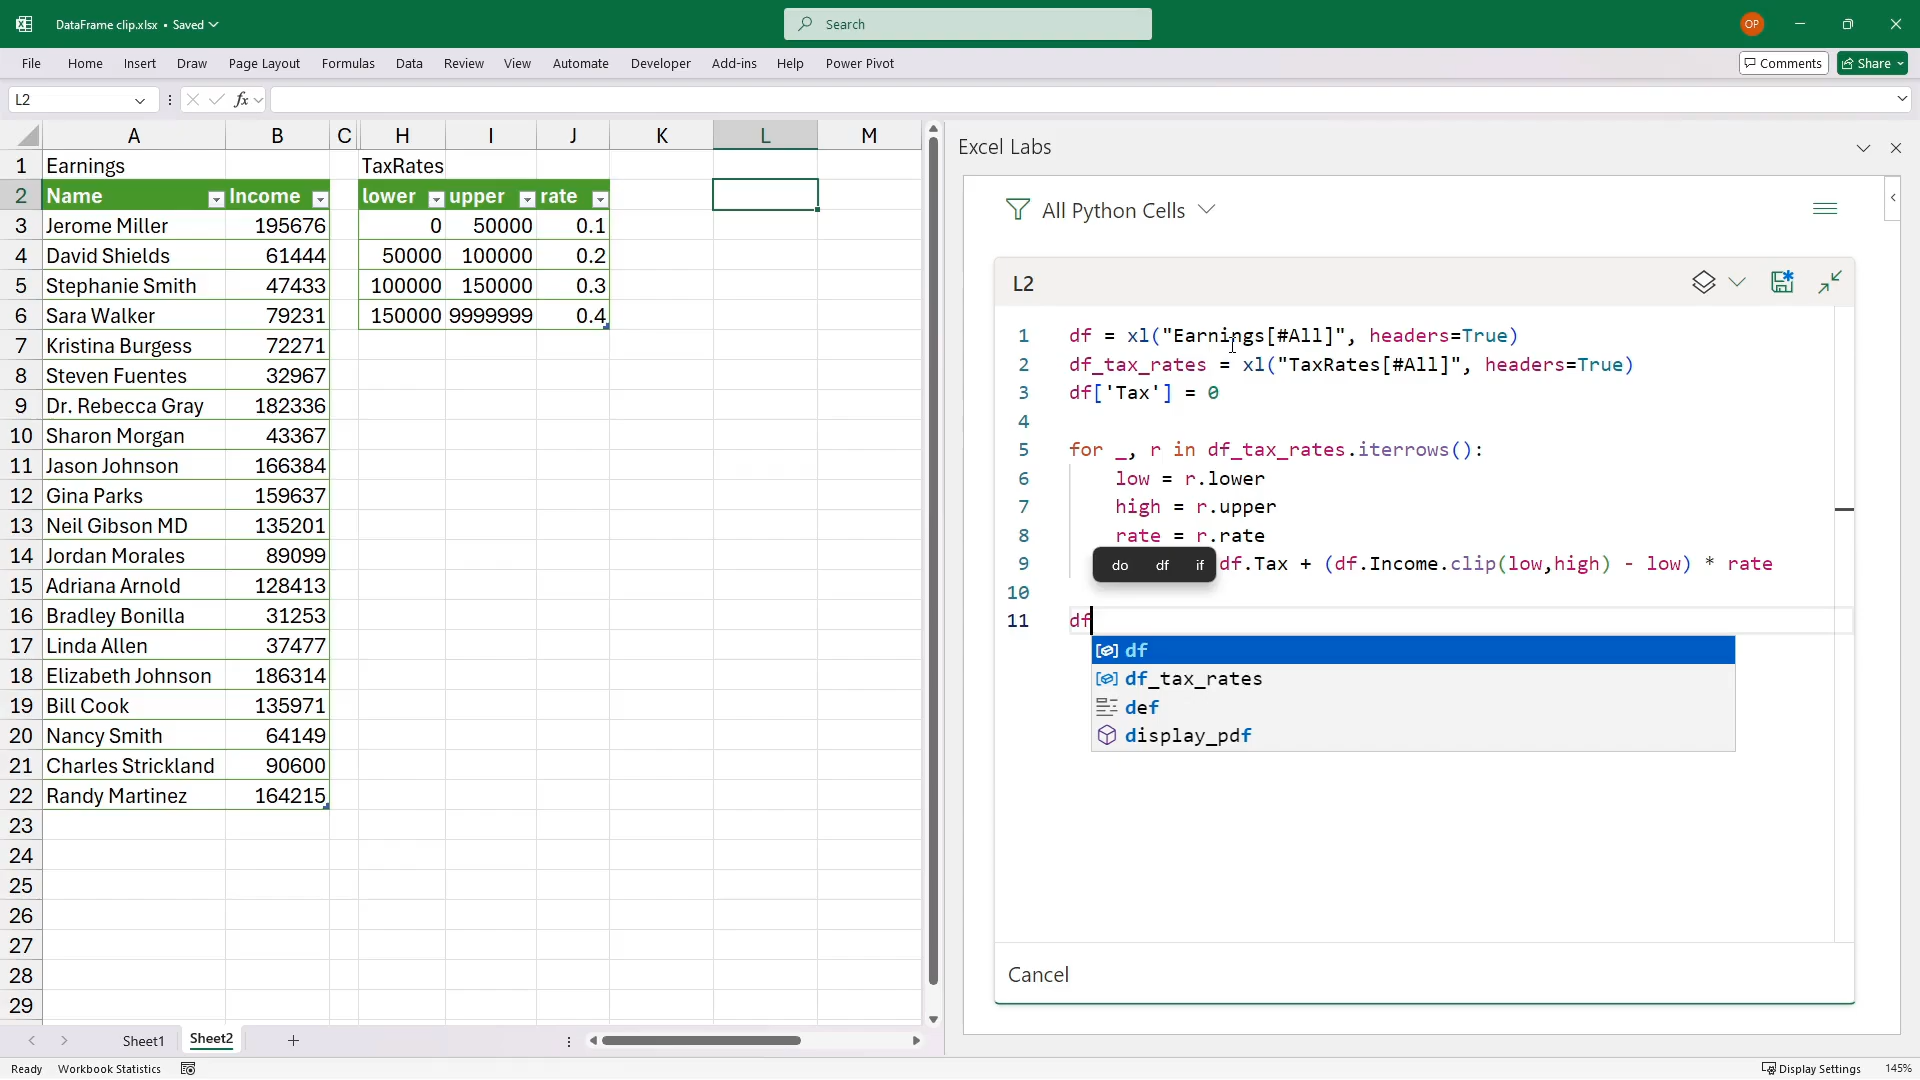 DataFrame clip.xlsx • Saved
Search
OP
File Home Insert Draw Page Layout Formulas Data Review View Automate Developer Add-ins Help Power Pivot
Comments Share
L2 fx
A B C H I J K L M
1 Earnings TaxRates
2 Name Income lower upper rate
3 Jerome Miller 195676 0 50000 0.1
4 David Shields 61444 50000 100000 0.2
5 Stephanie Smith 47433 100000 150000 0.3
6 Sara Walker 79231 150000 9999999 0.4
7 Kristina Burgess 72271
8 Steven Fuentes 32967
9 Dr. Rebecca Gray 182336
10 Sharon Morgan 43367
11 Jason Johnson 166384
12 Gina Parks 159637
13 Neil Gibson MD 135201
14 Jordan Morales 89099
15 Adriana Arnold 128413
16 Bradley Bonilla 31253
17 Linda Allen 37477
18 Elizabeth Johnson 186314
19 Bill Cook 135971
20 Nancy Smith 64149
21 Charles Strickland 90600
22 Randy Martinez 164215
23
24
25
26
27
28
29
Sheet1 Sheet2
Ready Workbook Statistics
Excel Labs
All Python Cells
L2
1 df = xl("Earnings[#All]", headers=True)
2 df_tax_rates = xl("TaxRates[#All]", headers=True)
3 df['Tax'] = 0
4
5 for _, r in df_tax_rates.iterrows():
6 low = r.lower
7 high = r.upper
8 rate = r.rate
9 df.Tax + (df.Income.clip(low,high) - low) * rate
do df if
10
11 df
df
df_tax_rates
def
display_pdf
Cancel
Display Settings 145%